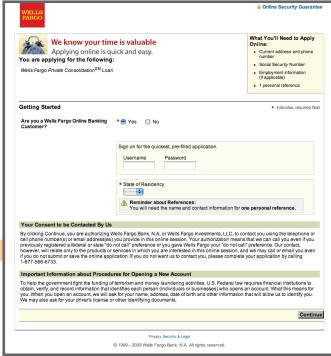 WELLS
FARGO
Online Security Guarantee
We know your time is valuable
Applying online is quick and easy.
You are applying for the following:
Wells Fargo Private Consolidation℠ Loan
What You'll Need to Apply Online:
Current address and phone number
Social Security Number
Employment information (if applicable)
1 personal reference
Getting Started
* indicates required field
Are you a Wells Fargo Online Banking Customer?
* Yes No
Sign on for the quickest, pre-filled application.
Username Password
* State of Residency
Reminder about References:
You will need the name and contact information for one personal reference.
Your Consent to be Contacted By Us
By clicking Continue, you are authorizing Wells Fargo Bank, N.A. or Wells Fargo Investments, LLC. to contact you using the telephone or
cell phone number(s) or email address(es) you provide in this online session. Your authorization means that we can call you even if you
previously registered a federal or state "do not call" preference or you gave Wells Fargo your "do not call" preference. Our contact,
however, will relate only to the products or services in which you are interested in this online session, and we may call or email you even
if you do not submit or save the online application. If you do not want us to contact you, please complete your application by calling
1-877-568-6733.
Important Information about Procedures for Opening a New Account
To help the government fight the funding of terrorism and money laundering activities, U.S. Federal law requires financial institutions to
obtain, verify, and record information that identifies each person (individuals or businesses) who opens an account. What this means for
you: When you open an account, we will ask for your name, address, date of birth and other information that will allow us to identify you.
We may also ask for your driver's license or other identifying documents.
Continue
Privacy, Security & Legal
© 1999 - 2009 Wells Fargo Bank, N.A. All rights reserved.